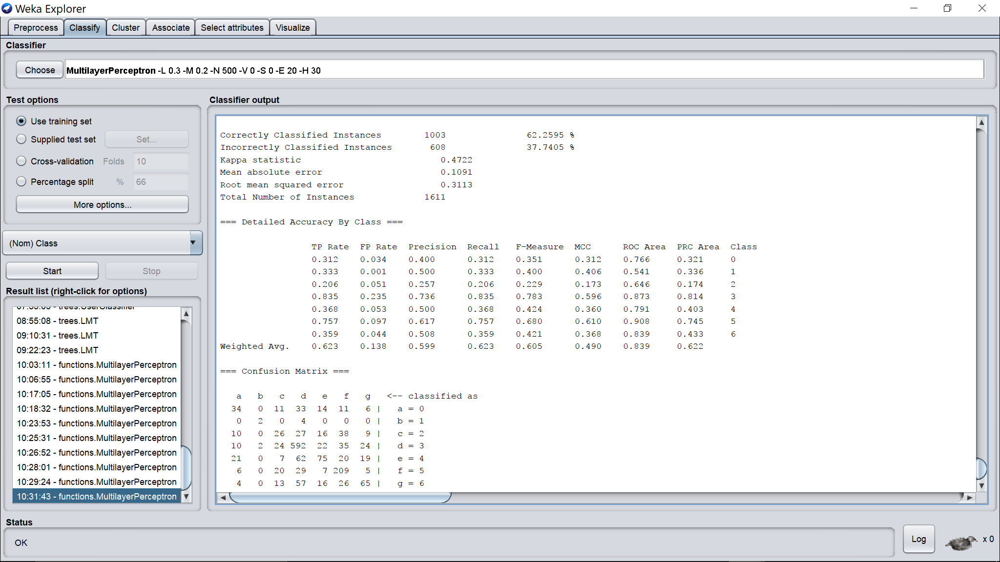 Weka Explorer
Preprocess Classify Cluster Associate Select attributes Visualize
Classifier
Choose MultilayerPerceptron -L 0.3 -M 0.2 -N 500 -V 0 -S 0 -E 20 -H 30
Test options
Use training set
Supplied test set Set...
Cross-validation Folds 10
Percentage split % 66
More options...
(Nom) Class
Start Stop
Result list (right-click for options)
07:55:05 - trees.UserClassifier
08:55:08 - trees.LMT
09:10:31 - trees.LMT
09:22:23 - trees.LMT
10:03:11 - functions.MultilayerPerceptron
10:06:55 - functions.MultilayerPerceptron
10:17:05 - functions.MultilayerPerceptron
10:18:32 - functions.MultilayerPerceptron
10:23:53 - functions.MultilayerPerceptron
10:25:31 - functions.MultilayerPerceptron
10:26:52 - functions.MultilayerPerceptron
10:28:01 - functions.MultilayerPerceptron
10:29:24 - functions.MultilayerPerceptron
10:31:43 - functions.MultilayerPerceptron
Classifier output
Correctly Classified Instances 1003 62.2595 %
Incorrectly Classified Instances 608 37.7405 %
Kappa statistic 0.4722
Mean absolute error 0.1091
Root mean squared error 0.3113
Total Number of Instances 1611
=== Detailed Accuracy By Class ===
TP Rate FP Rate Precision Recall F-Measure MCC ROC Area PRC Area Class
0.312 0.034 0.400 0.312 0.351 0.312 0.766 0.321 0
0.333 0.001 0.500 0.333 0.400 0.406 0.541 0.336 1
0.206 0.051 0.257 0.206 0.229 0.173 0.646 0.174 2
0.835 0.235 0.736 0.835 0.783 0.596 0.873 0.814 3
0.368 0.053 0.500 0.368 0.424 0.360 0.791 0.403 4
0.757 0.097 0.617 0.757 0.680 0.610 0.908 0.745 5
0.359 0.044 0.508 0.359 0.421 0.368 0.839 0.433 6
Weighted Avg. 0.623 0.138 0.599 0.623 0.605 0.490 0.839 0.622
=== Confusion Matrix ===
a b c d e f g <-- classified as
34 0 11 33 14 11 6 | a = 0
0 2 0 4 0 0 0 | b = 1
10 0 26 27 16 38 9 | c = 2
10 2 24 592 22 35 24 | d = 3
21 0 7 62 75 20 19 | e = 4
6 0 20 29 7 209 5 | f = 5
4 0 13 57 16 26 65 | g = 6
Status
OK
Log x 0